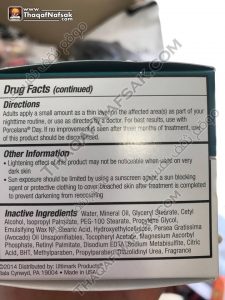 www.ThaqafNafsak.com
Drug Facts (continued)
Directions
Adults apply a small amount as a thin layer on the affected area(s) as part of your
nighttime routine, or use as directed by a doctor. For best results, use with
Porcelana® Day. If no improvement is seen after three months of treatment, use
of this product should be discontinued.
Other Information
• Lightening effect of this product may not be noticeable when used on very
dark skin
• Sun exposure should be limited by using a sunscreen agent, a sun blocking
agent or protective clothing to cover bleached skin after treatment is completed
to prevent darkening from reoccurring
Inactive Ingredients Water, Mineral Oil, Glyceryl Stearate, Cetyl
Alcohol, Isopropyl Palmitate, PEG-100 Stearate, Propylene Glycol,
Emulsifying Wax NF, Stearic Acid, Hydroxyethylcellulose, Persea Gratissima
(Avocado) Oil Unsaponifiables, Tocopheryl Acetate, Magnesium Ascorbyl
Phosphate, Retinyl Palmitate, Disodium EDTA, Sodium Metabisulfite, Citric
Acid, BHT, Methylparaben, Propylparaben, Fragrance
©2014 Distributed by Ultimate Products
Bala Cynwyd, PA 19004 • Made in USA